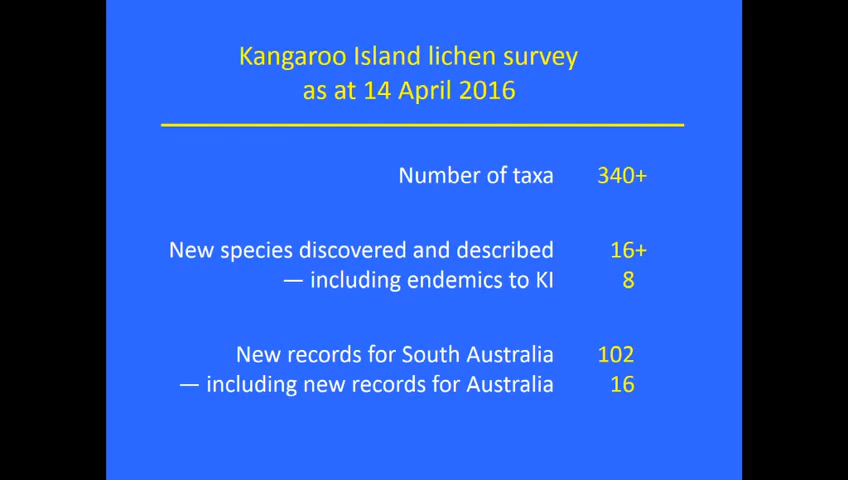 Kangaroo Island lichen survey
as at 14 April 2016
Number of taxa 340+
New species discovered and described 16+
— including endemics to KI 8
New records for South Australia 102
— including new records for Australia 16